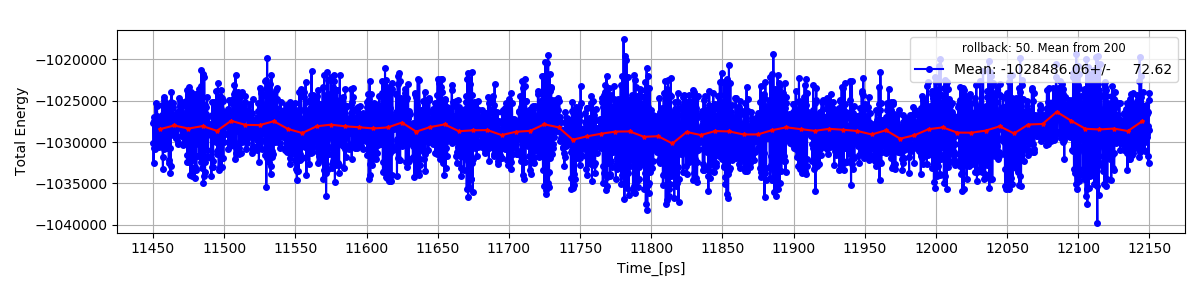 rollback: 50. Mean from 200
Mean: -1028486.06+/-     72.62
Total Energy
−1020000
−1025000
−1030000
−1035000
−1040000
11450 11500 11550 11600 11650 11700 11750 11800 11850 11900 11950 12000 12050 12100 12150
Time_[ps]